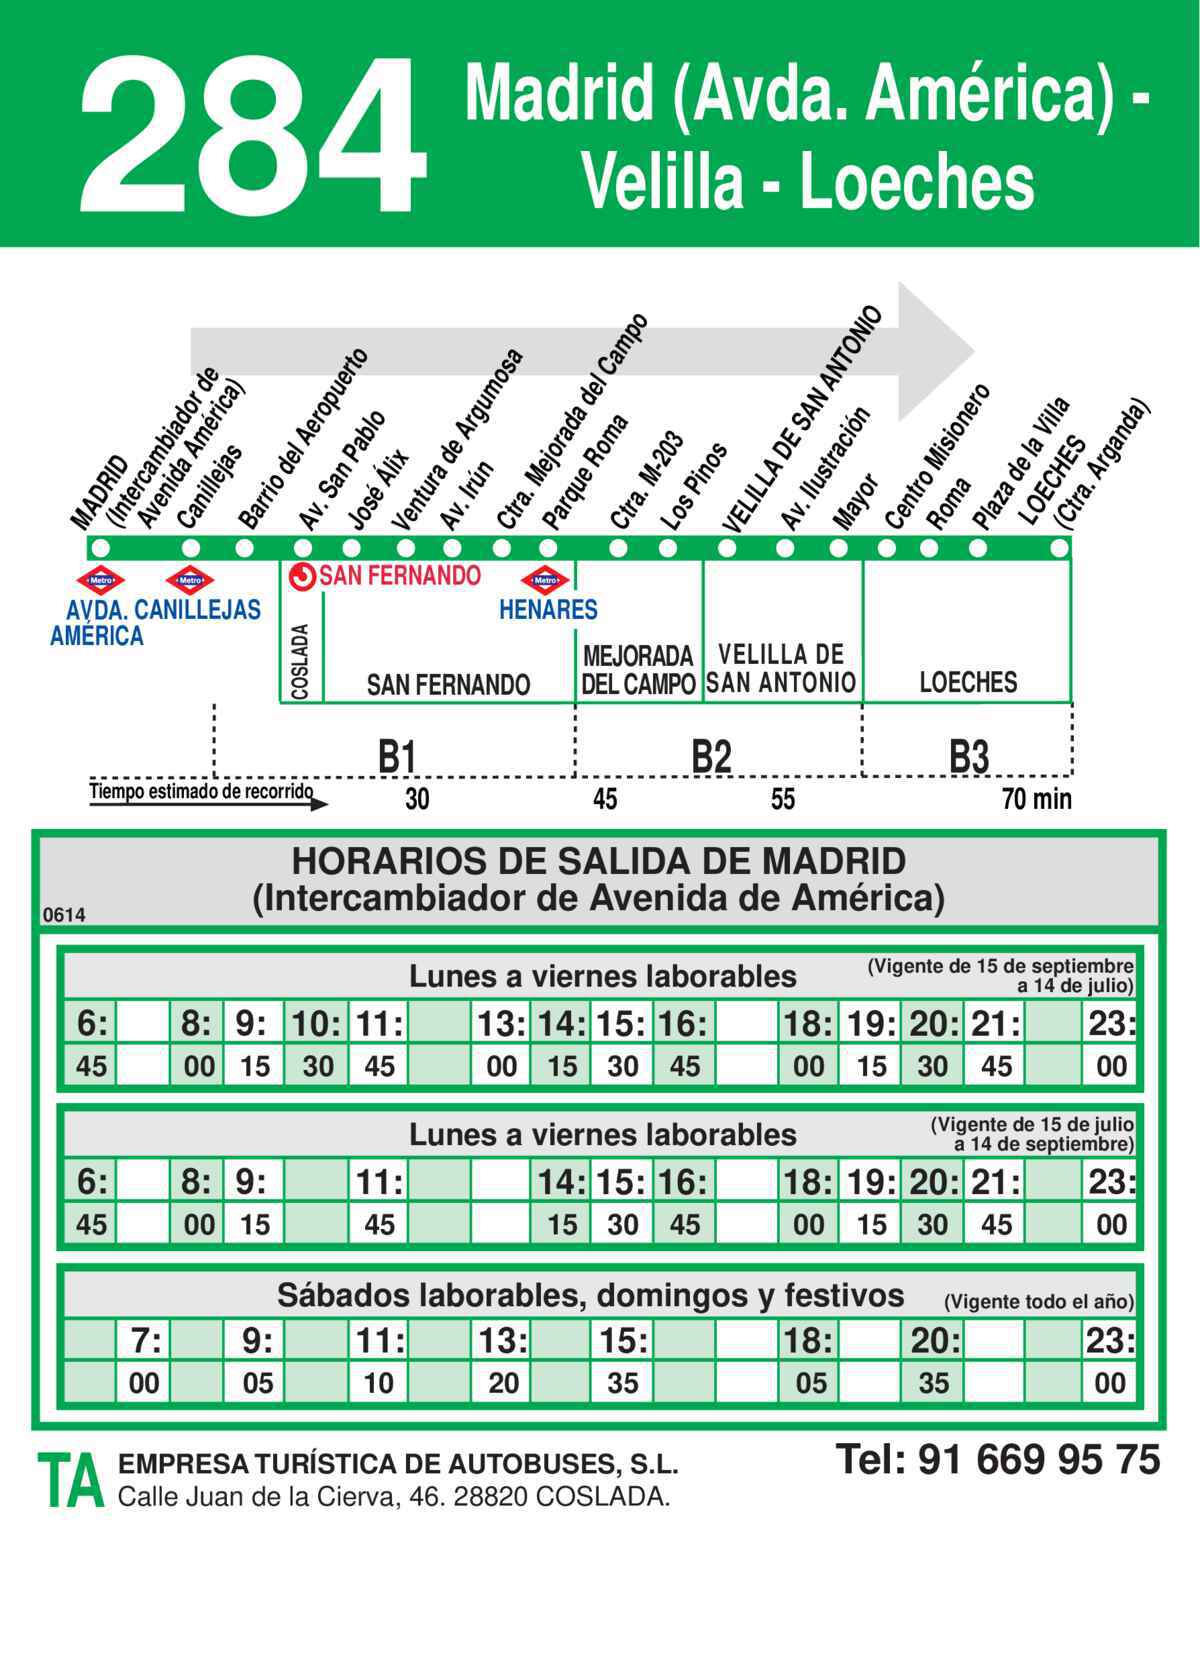 284
Madrid (Avda. América) -
Velilla - Loeches
MADRID
(Intercambiador de
Avenida América)
Canillejas
Barrio del Aeropuerto
Av. San Pablo
José Álix
Ventura de Argumosa
Av. Irún
Ctra. Mejorada del Campo
Parque Roma
Ctra. M-203
Los Pinos
VELILLA DE SAN ANTONIO
Av. Ilustración
Mayor
Centro Misionero
Roma
Plaza de la Villa
LOECHES
(Ctra. Arganda)
Metro
Metro
SAN FERNANDO
Metro
AVDA.
AMÉRICA
CANILLEJAS
HENARES
COSLADA
SAN FERNANDO
MEJORADA
DEL CAMPO
VELILLA DE
SAN ANTONIO
LOECHES
B1 B2 B3
Tiempo estimado de recorrido 30 45 55 70 min
HORARIOS DE SALIDA DE MADRID
(Intercambiador de Avenida de América)
0614
Lunes a viernes laborables
(Vigente de 15 de septiembre
a 14 de julio)
6: 8: 9: 10: 11: 13: 14: 15: 16: 18: 19: 20: 21: 23:
45 00 15 30 45 00 15 30 45 00 15 30 45 00
Lunes a viernes laborables
(Vigente de 15 de julio
a 14 de septiembre)
6: 8: 9: 11: 14: 15: 16: 18: 19: 20: 21: 23:
45 00 15 45 15 30 45 00 15 30 45 00
Sábados laborables, domingos y festivos (Vigente todo el año)
7: 9: 11: 13: 15: 18: 20: 23:
00 05 10 20 35 05 35 00
TA
EMPRESA TURÍSTICA DE AUTOBUSES, S.L.
Calle Juan de la Cierva, 46. 28820 COSLADA.
Tel: 91 669 95 75